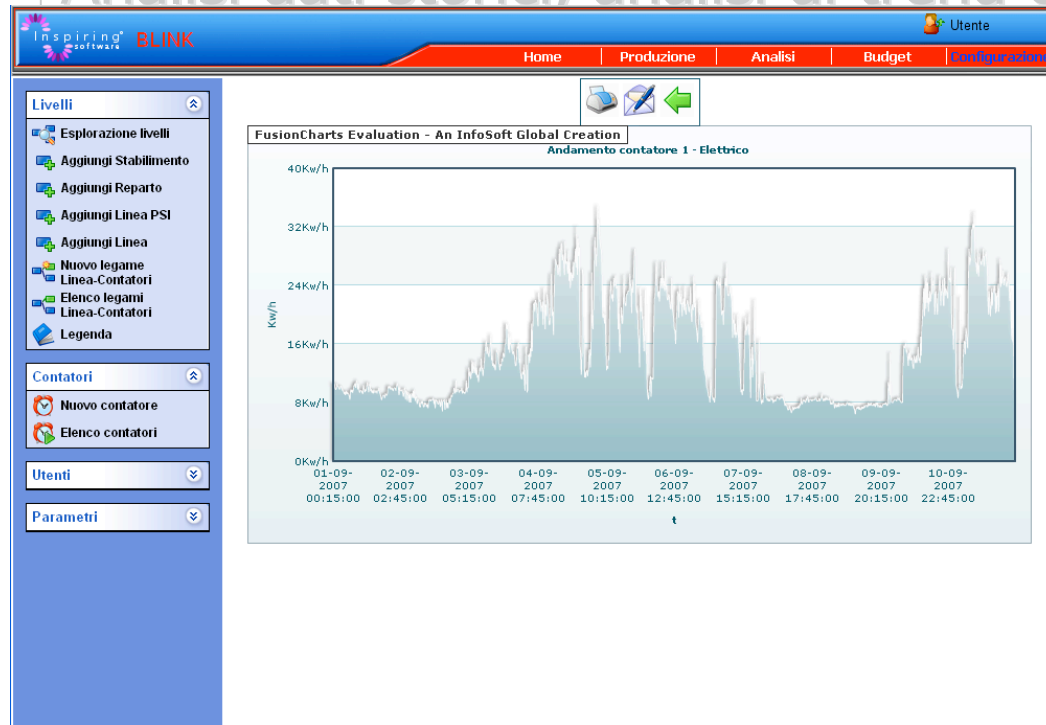 Analisi dati storici, analisi di trend
Inspiring®
software
BLINK
Utente
Home
Produzione
Analisi
Budget
Configurazione
Livelli
Esplorazione livelli
Aggiungi Stabilimento
Aggiungi Reparto
Aggiungi Linea PSI
Aggiungi Linea
Nuovo legame
Linea-Contatori
Elenco legami
Linea-Contatori
Legenda
Contatori
Nuovo contatore
Elenco contatori
Utenti
Parametri
FusionCharts Evaluation - An InfoSoft Global Creation
Andamento contatore 1 - Elettrico
40Kw/h
32Kw/h
24Kw/h
16Kw/h
8Kw/h
0Kw/h
Kw/h
01-09- 02-09- 03-09- 04-09- 05-09- 06-09- 07-09- 08-09- 09-09- 10-09-
2007 2007 2007 2007 2007 2007 2007 2007 2007 2007
00:15:00 02:45:00 05:15:00 07:45:00 10:15:00 12:45:00 15:15:00 17:45:00 20:15:00 22:45:00
t